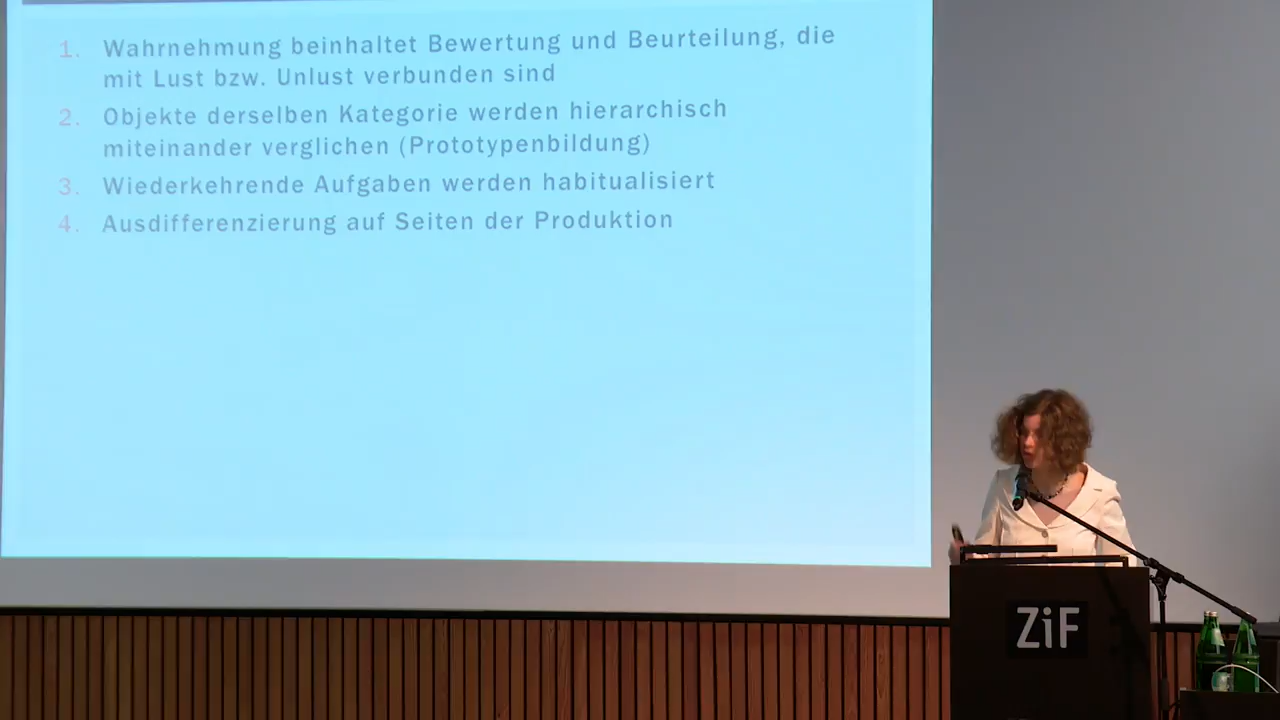 1. Wahrnehmung beinhaltet Bewertung und Beurteilung, die
mit Lust bzw. Unlust verbunden sind
2. Objekte derselben Kategorie werden hierarchisch
miteinander verglichen (Prototypenbildung)
3. Wiederkehrende Aufgaben werden habitualisiert
4. Ausdifferenzierung auf Seiten der Produktion
ZiF